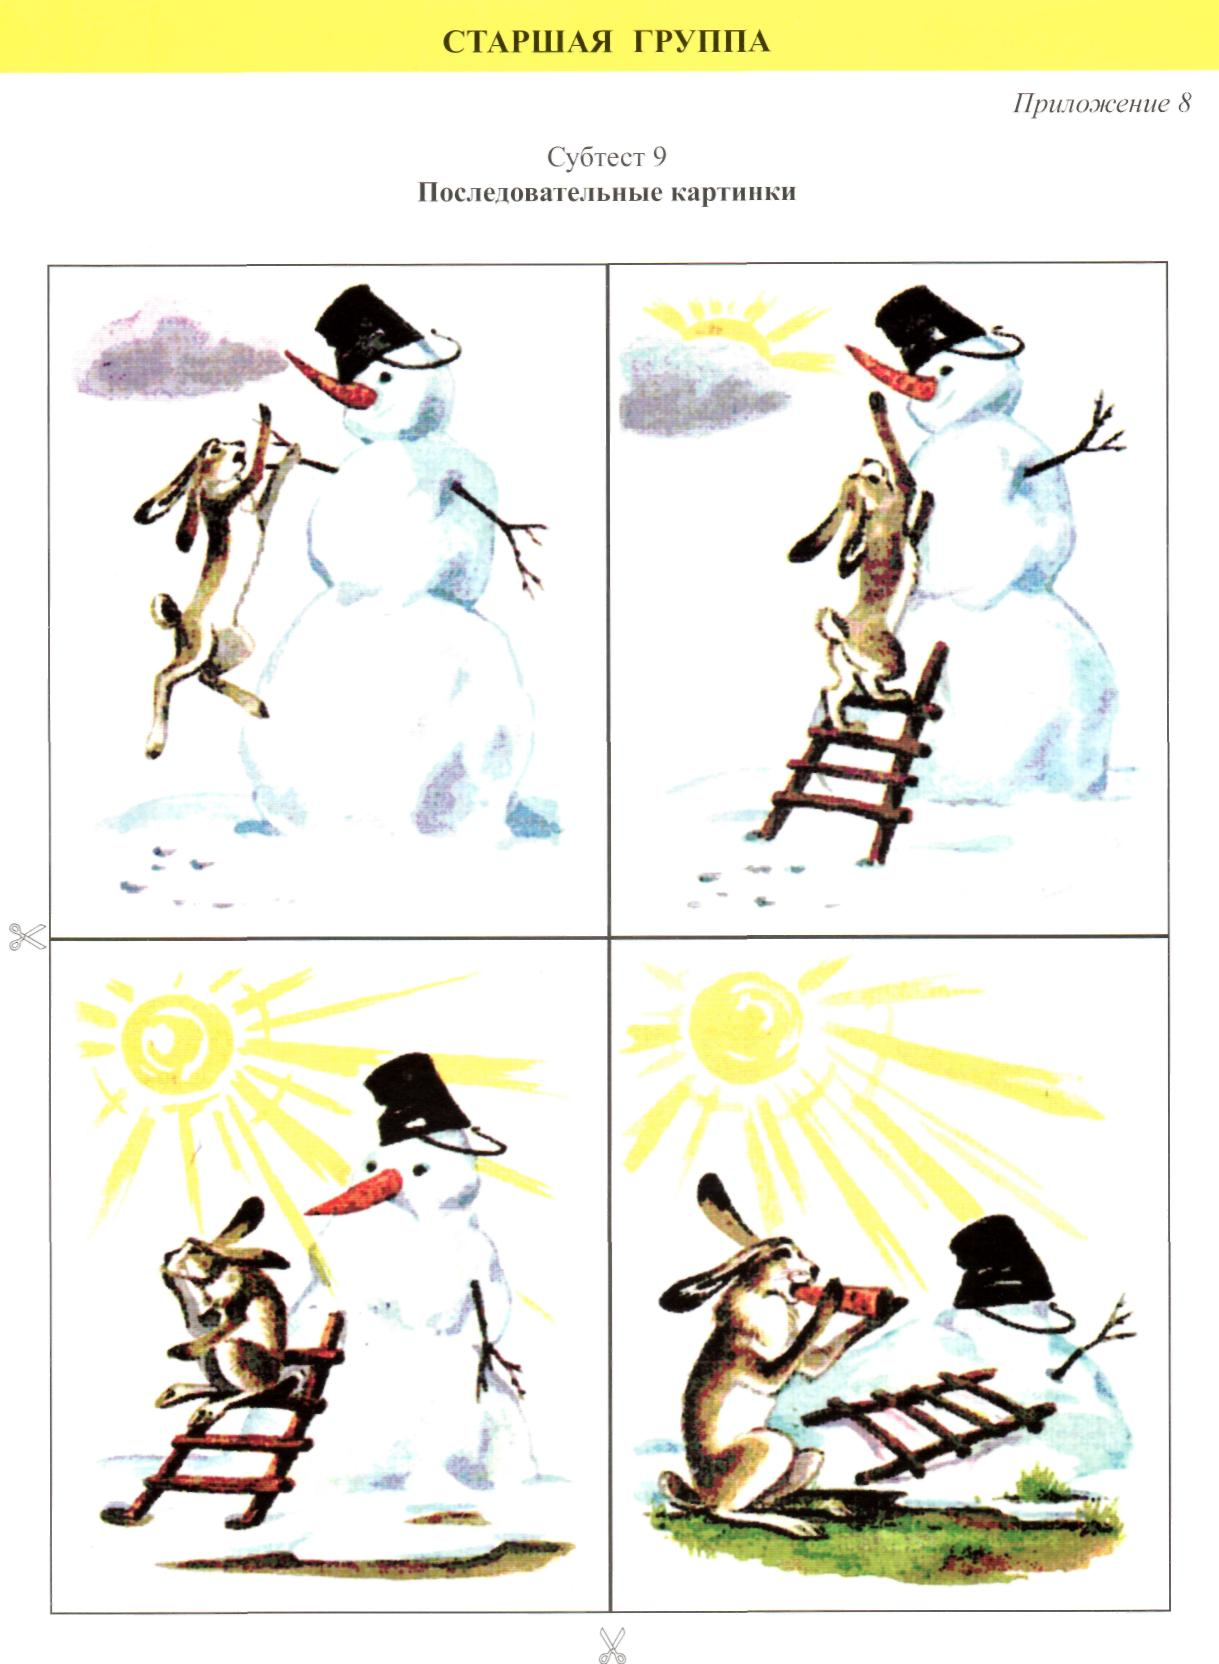 СТАРШАЯ ГРУППА
Приложение 8
Субтест 9
Последовательные картинки